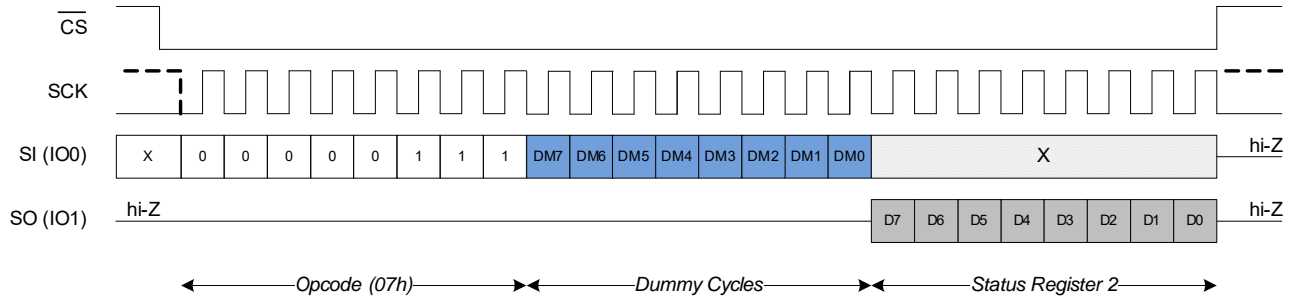 CS
SCK
SI (IO0) X 0 0 0 0 0 1 1 1 DM7 DM6 DM5 DM4 DM3 DM2 DM1 DM0 X hi-Z
SO (IO1) hi-Z D7 D6 D5 D4 D3 D2 D1 D0 hi-Z
Opcode (07h) Dummy Cycles Status Register 2